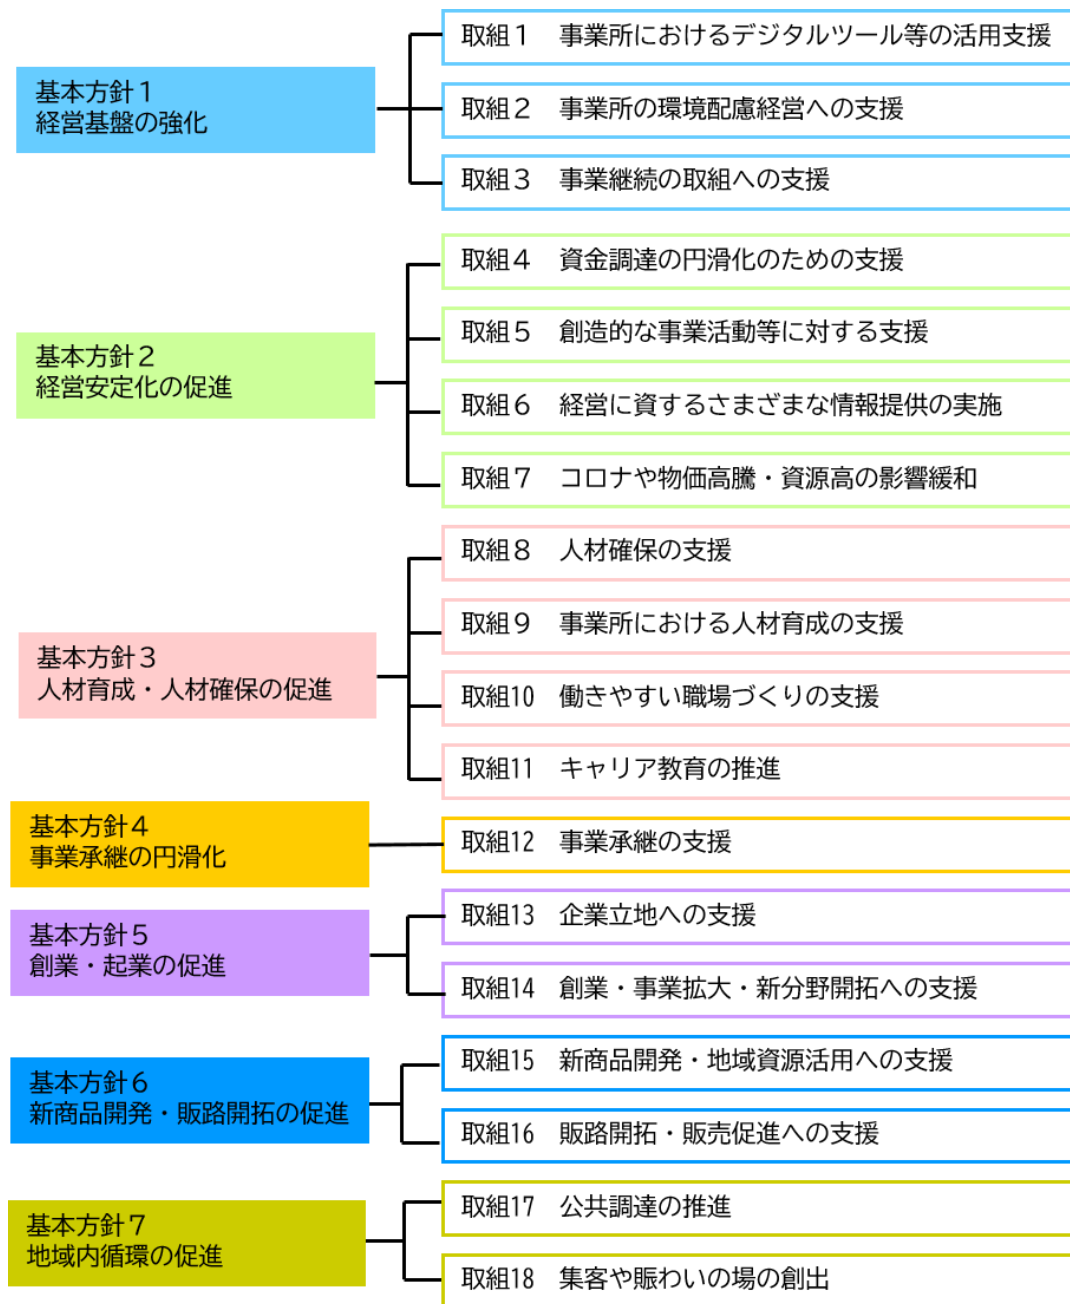 基本方針１
経営基盤の強化
取組１　事業所におけるデジタルツール等の活用支援
取組２　事業所の環境配慮経営への支援
取組３　事業継続の取組への支援
基本方針２
経営安定化の促進
取組４　資金調達の円滑化のための支援
取組５　創造的な事業活動等に対する支援
取組６　経営に資するさまざまな情報提供の実施
取組７　コロナや物価高騰・資源高の影響緩和
基本方針３
人材育成・人材確保の促進
取組８　人材確保の支援
取組９　事業所における人材育成の支援
取組10　働きやすい職場づくりの支援
取組11　キャリア教育の推進
基本方針４
事業承継の円滑化
取組12　事業承継の支援
基本方針５
創業・起業の促進
取組13　企業立地への支援
取組14　創業・事業拡大・新分野開拓への支援
基本方針６
新商品開発・販路開拓の促進
取組15　新商品開発・地域資源活用への支援
取組16　販路開拓・販売促進への支援
基本方針７
地域内循環の促進
取組17　公共調達の推進
取組18　集客や賑わいの場の創出